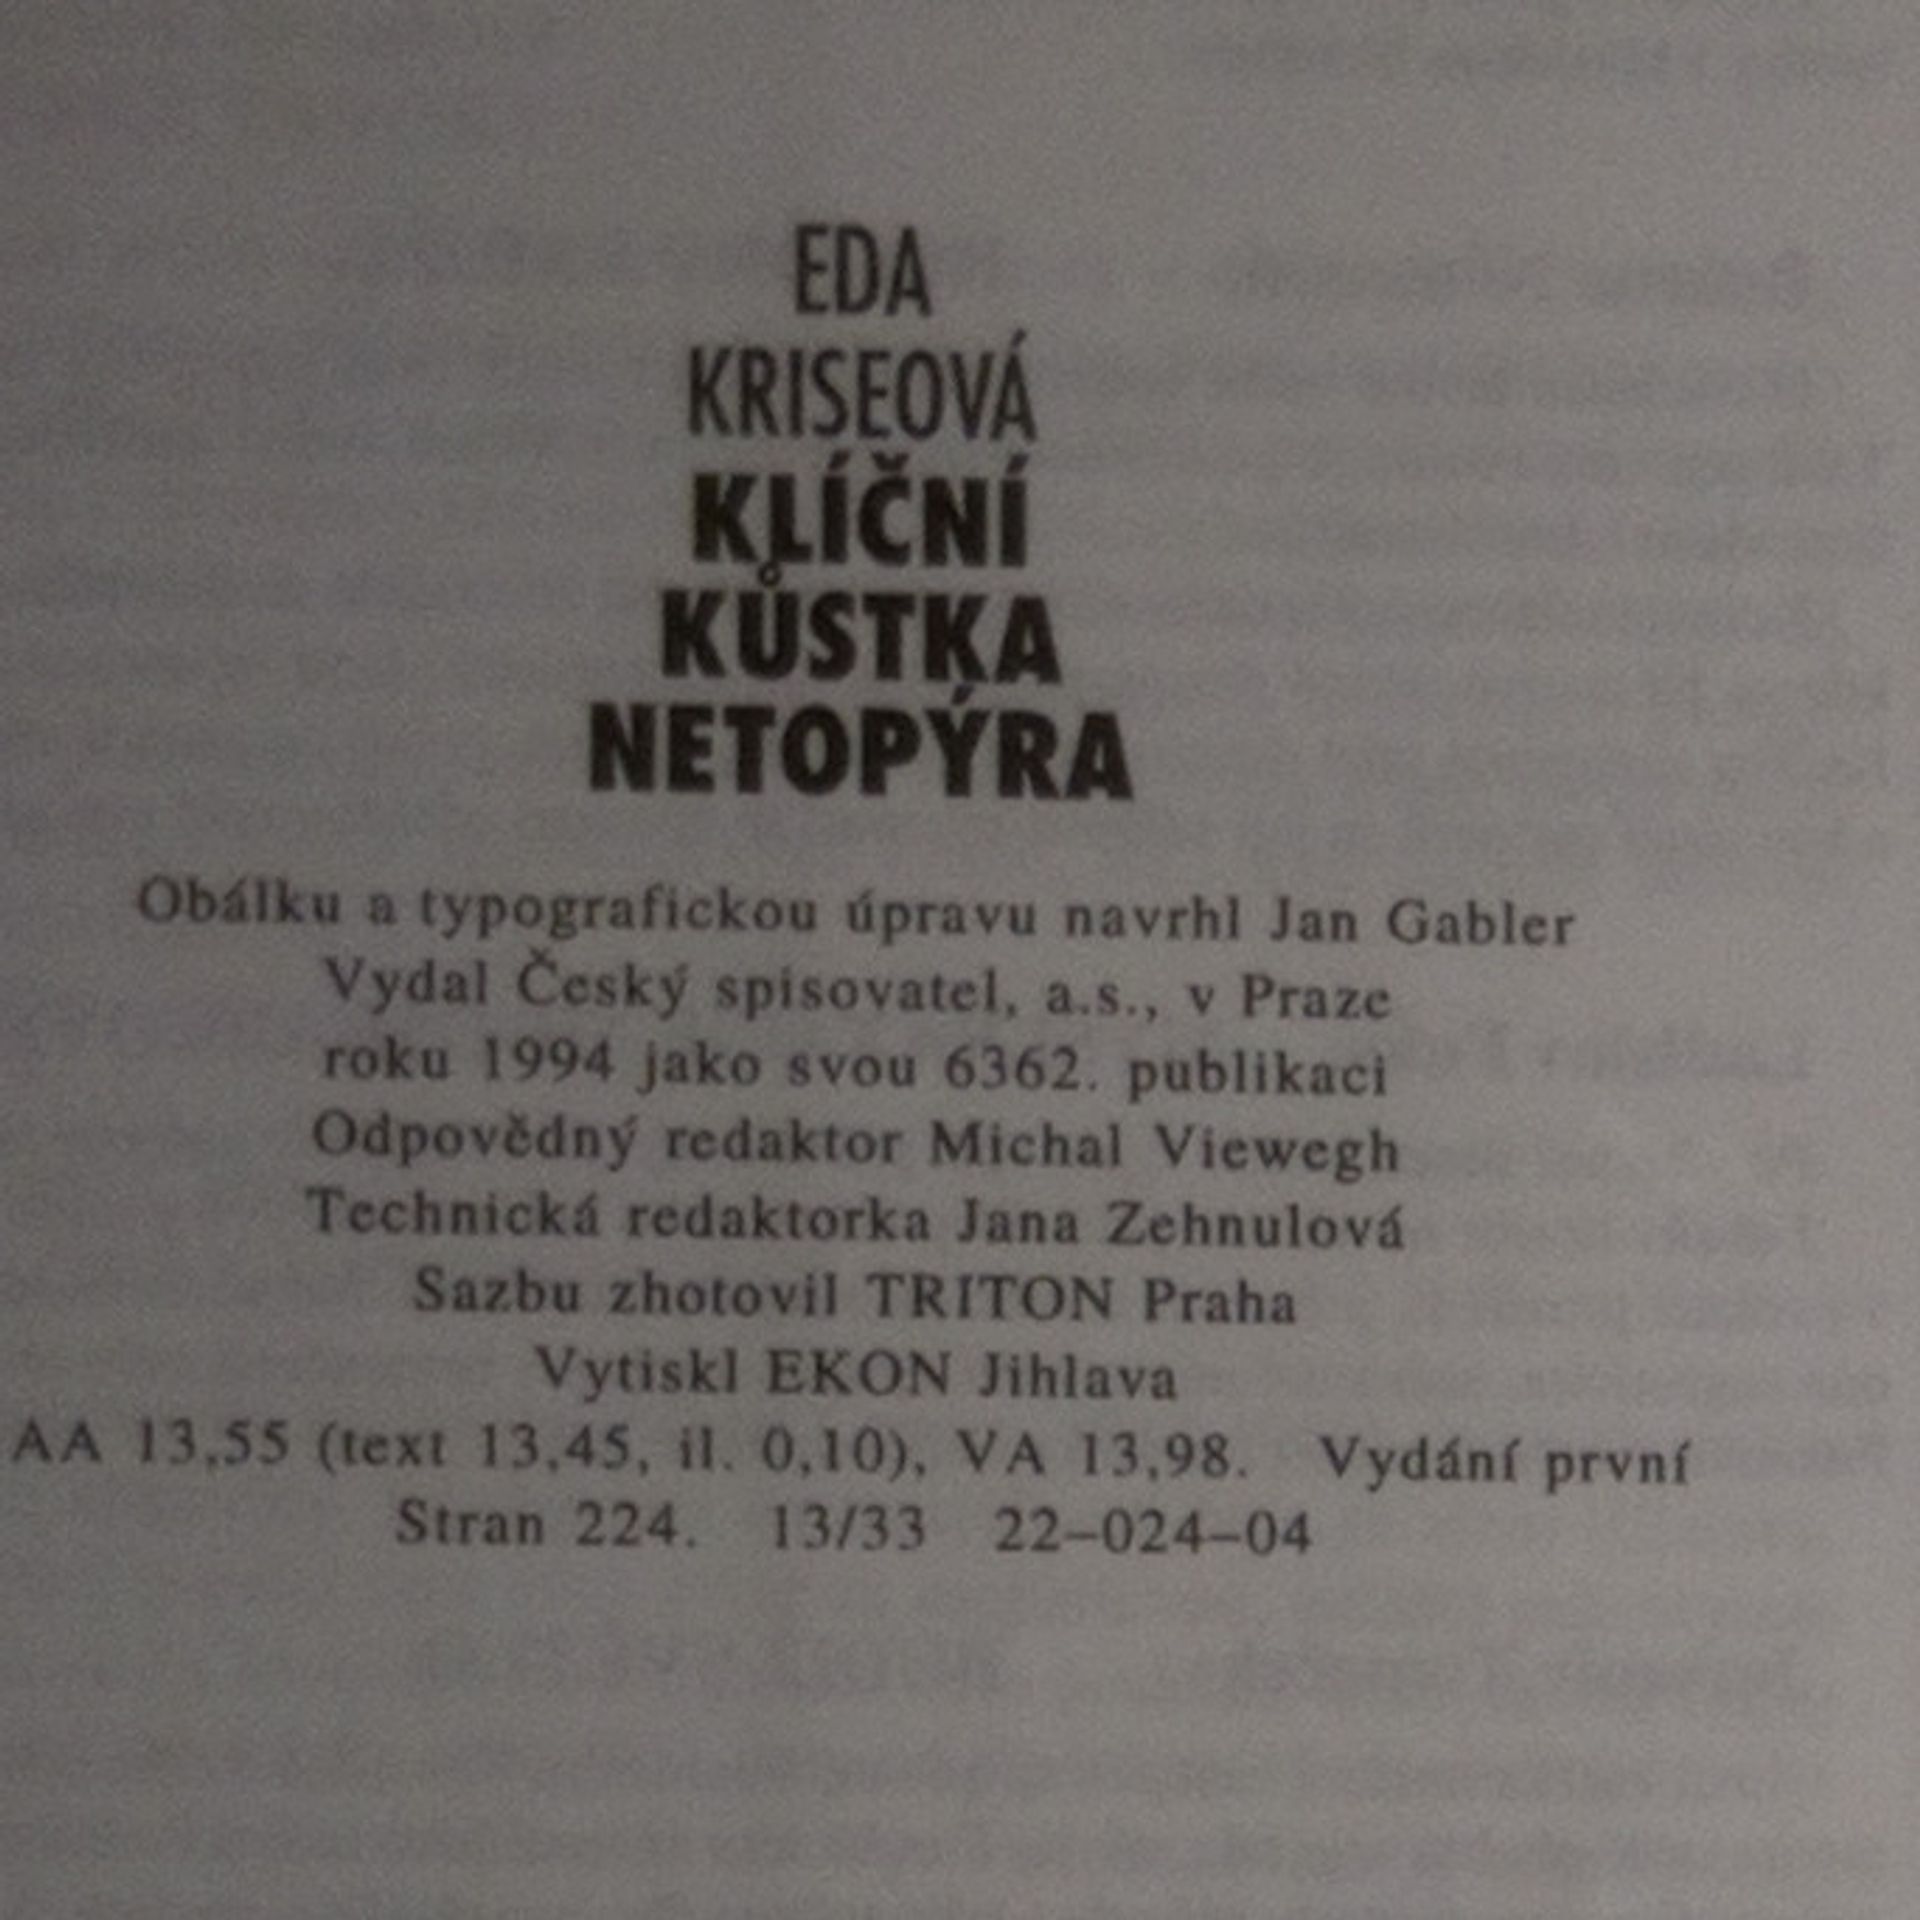 EDA
KRISEOVÁ
KLÍČNÍ
KŮSTKA
NETOPÝRA
Obálku a typografickou úpravu navrhl Jan Gabler
Vydal Český spisovatel, a.s., v Praze
roku 1994 jako svou 6362. publikaci
Odpovědný redaktor Michal Viewegh
Technická redaktorka Jana Zehnulová
Sazbu zhotovil TRITON Praha
Vytiskl EKON Jihlava
AA 13,55 (text 13,45, il. 0,10), VA 13,98. Vydání první
Stran 224. 13/33 22–024–04